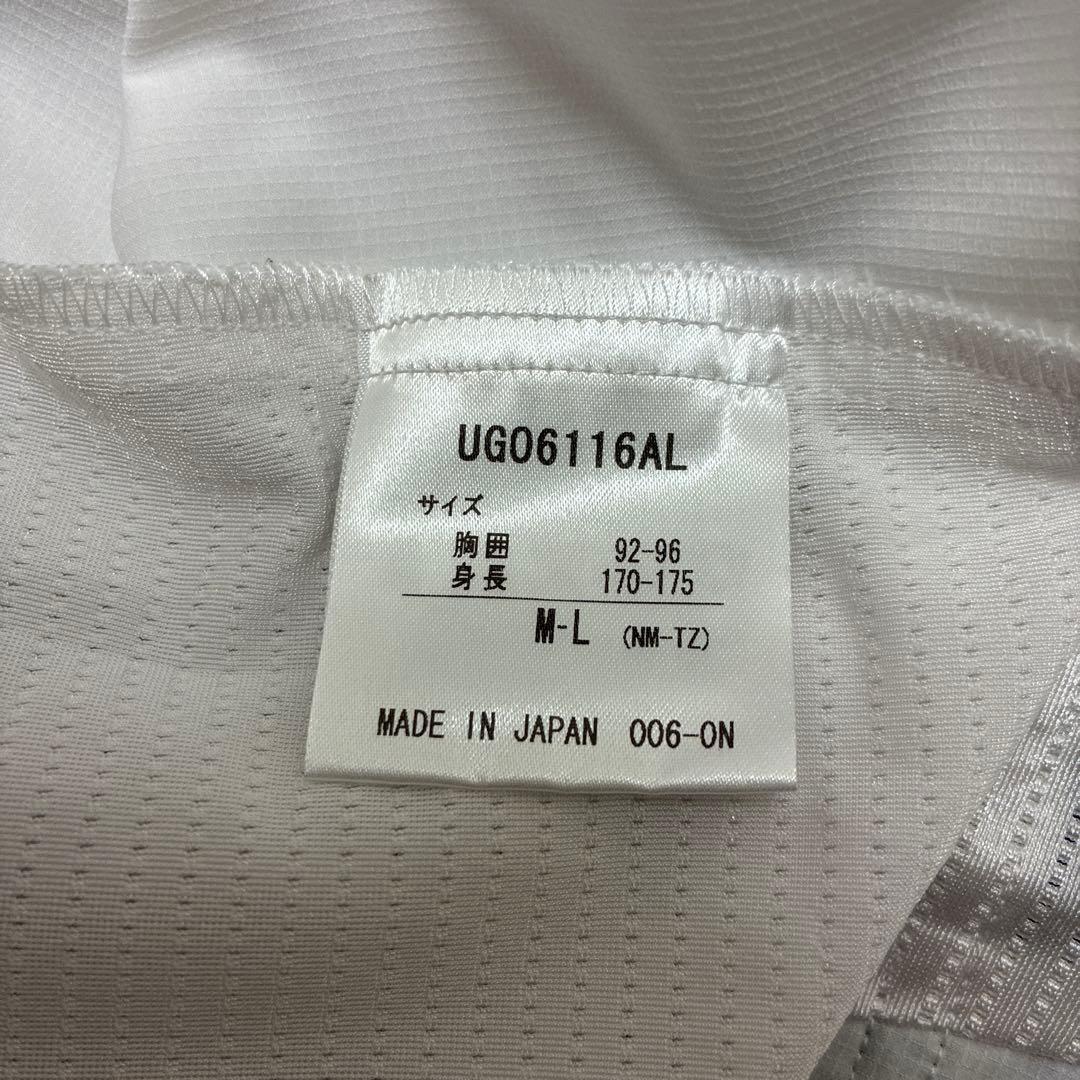 UG06116AL
サイズ
胸囲 92-96
身長 170-175
M-L (NM-TZ)
MADE IN JAPAN 006-ON